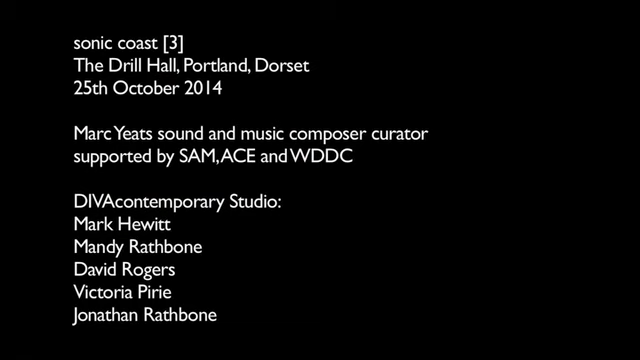 sonic coast [3]
The Drill Hall, Portland, Dorset
25th October 2014
Marc Yeats sound and music composer curator
supported by SAM, ACE and WDDC
DIVAcontemporary Studio:
Mark Hewitt
Mandy Rathbone
David Rogers
Victoria Pirie
Jonathan Rathbone